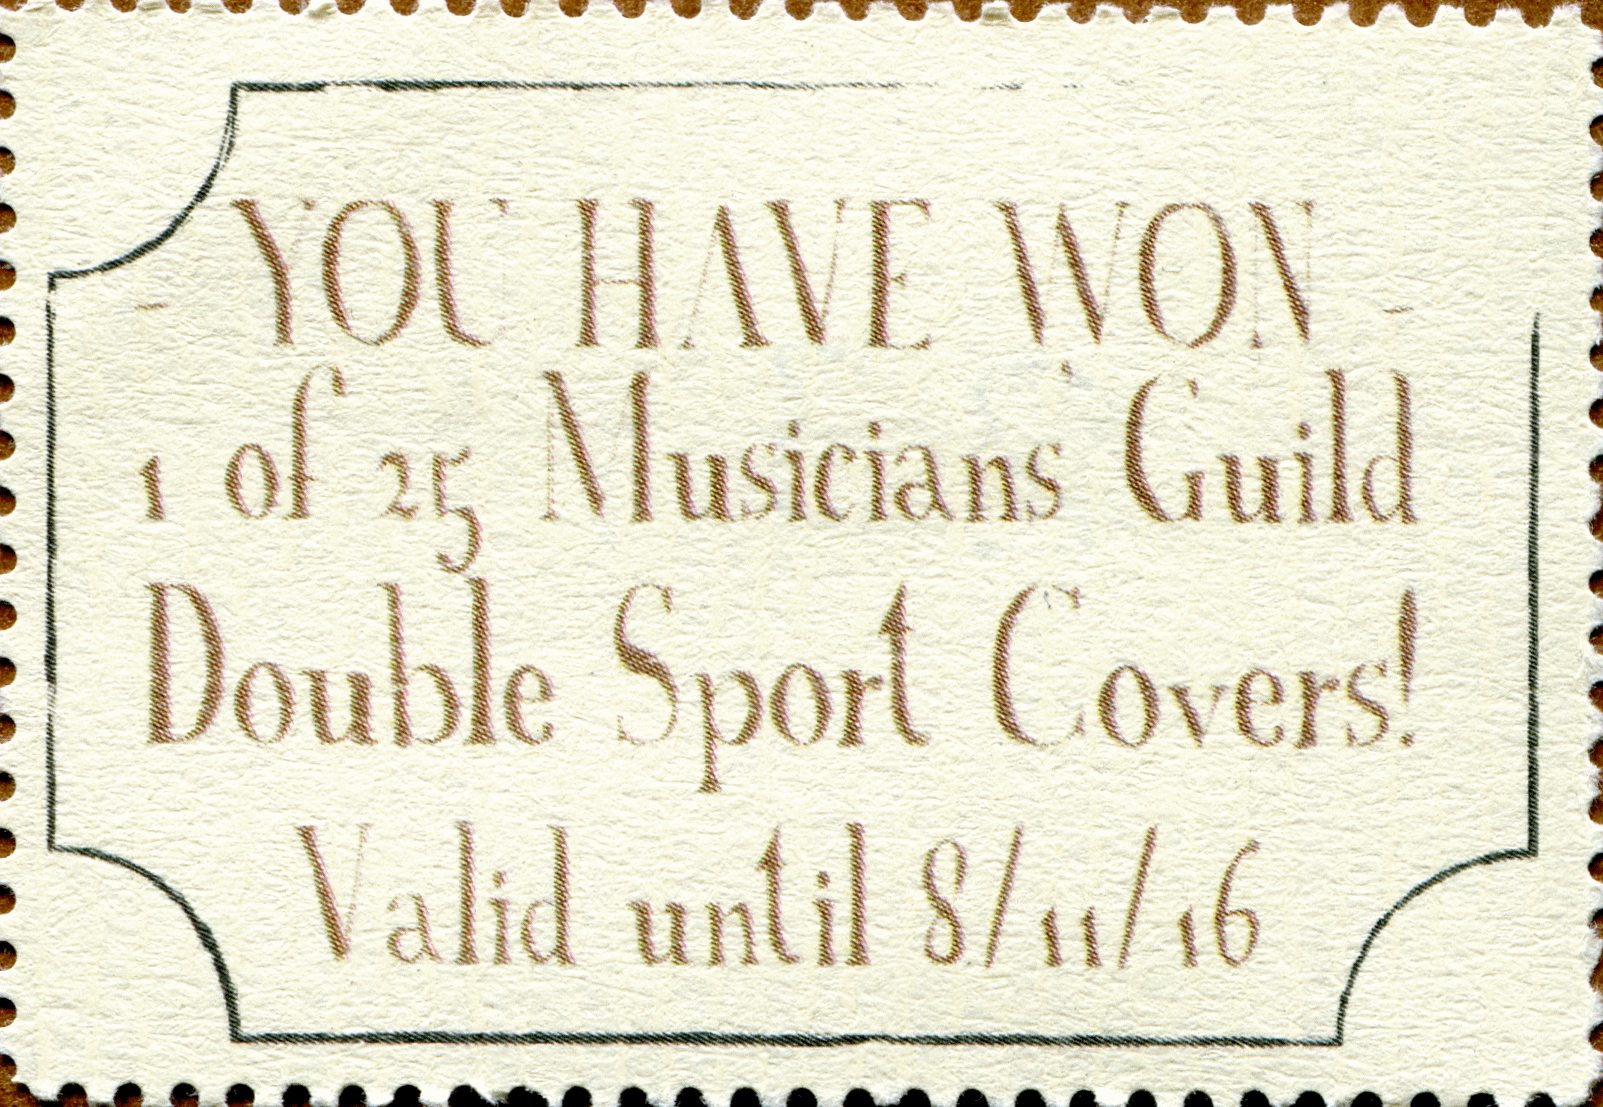 - YOU HAVE WON -
1 of 25 Musicians Guild
Double Sport Covers!
Valid until 8/11/16